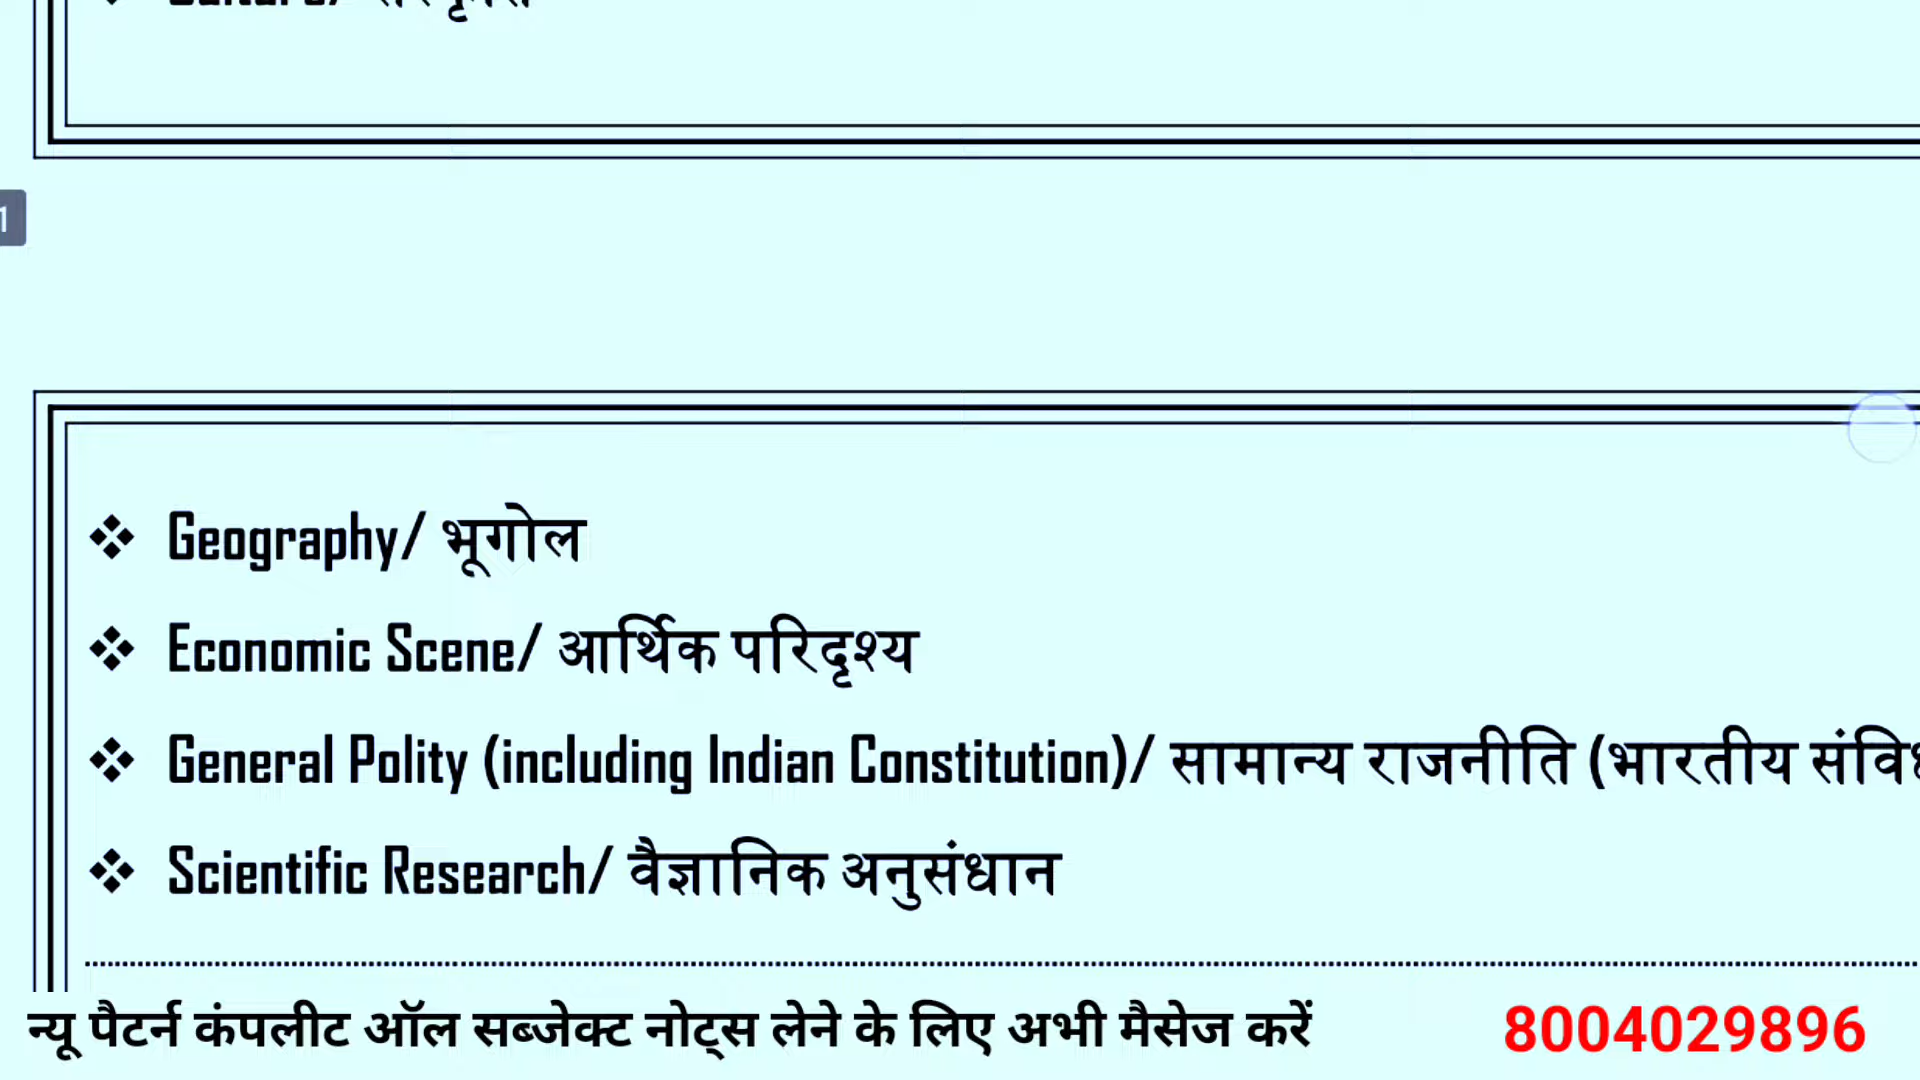 1
❖ Geography/ भूगोल
❖ Economic Scene/ आर्थिक परिदृश्य
❖ General Polity (including Indian Constitution)/ सामान्य राजनीति (भारतीय
❖ Scientific Research/ वैज्ञानिक अनुसंधान
न्यू पैटर्न कंपलीट ऑल सब्जेक्ट नोट्स लेने के लिए अभी मैसेज करें 8004029896